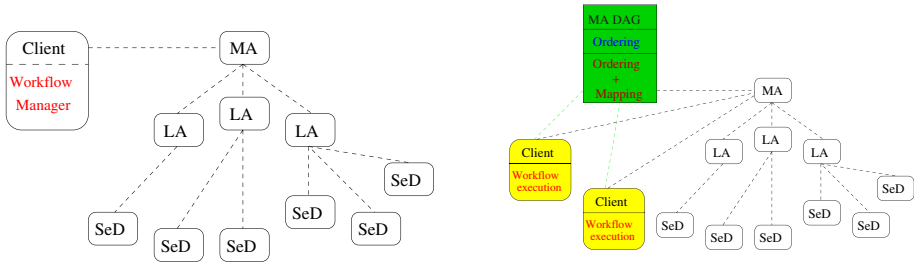 Client
MA
Workflow
Manager
LA
LA
LA
SeD
SeD
SeD
SeD
SeD
SeD
MA DAG
Ordering
Ordering
+
Mapping
MA
Client
Workflow
execution
Client
Workflow
execution
LA
LA
LA
SeD
SeD
SeD
SeD
SeD
SeD